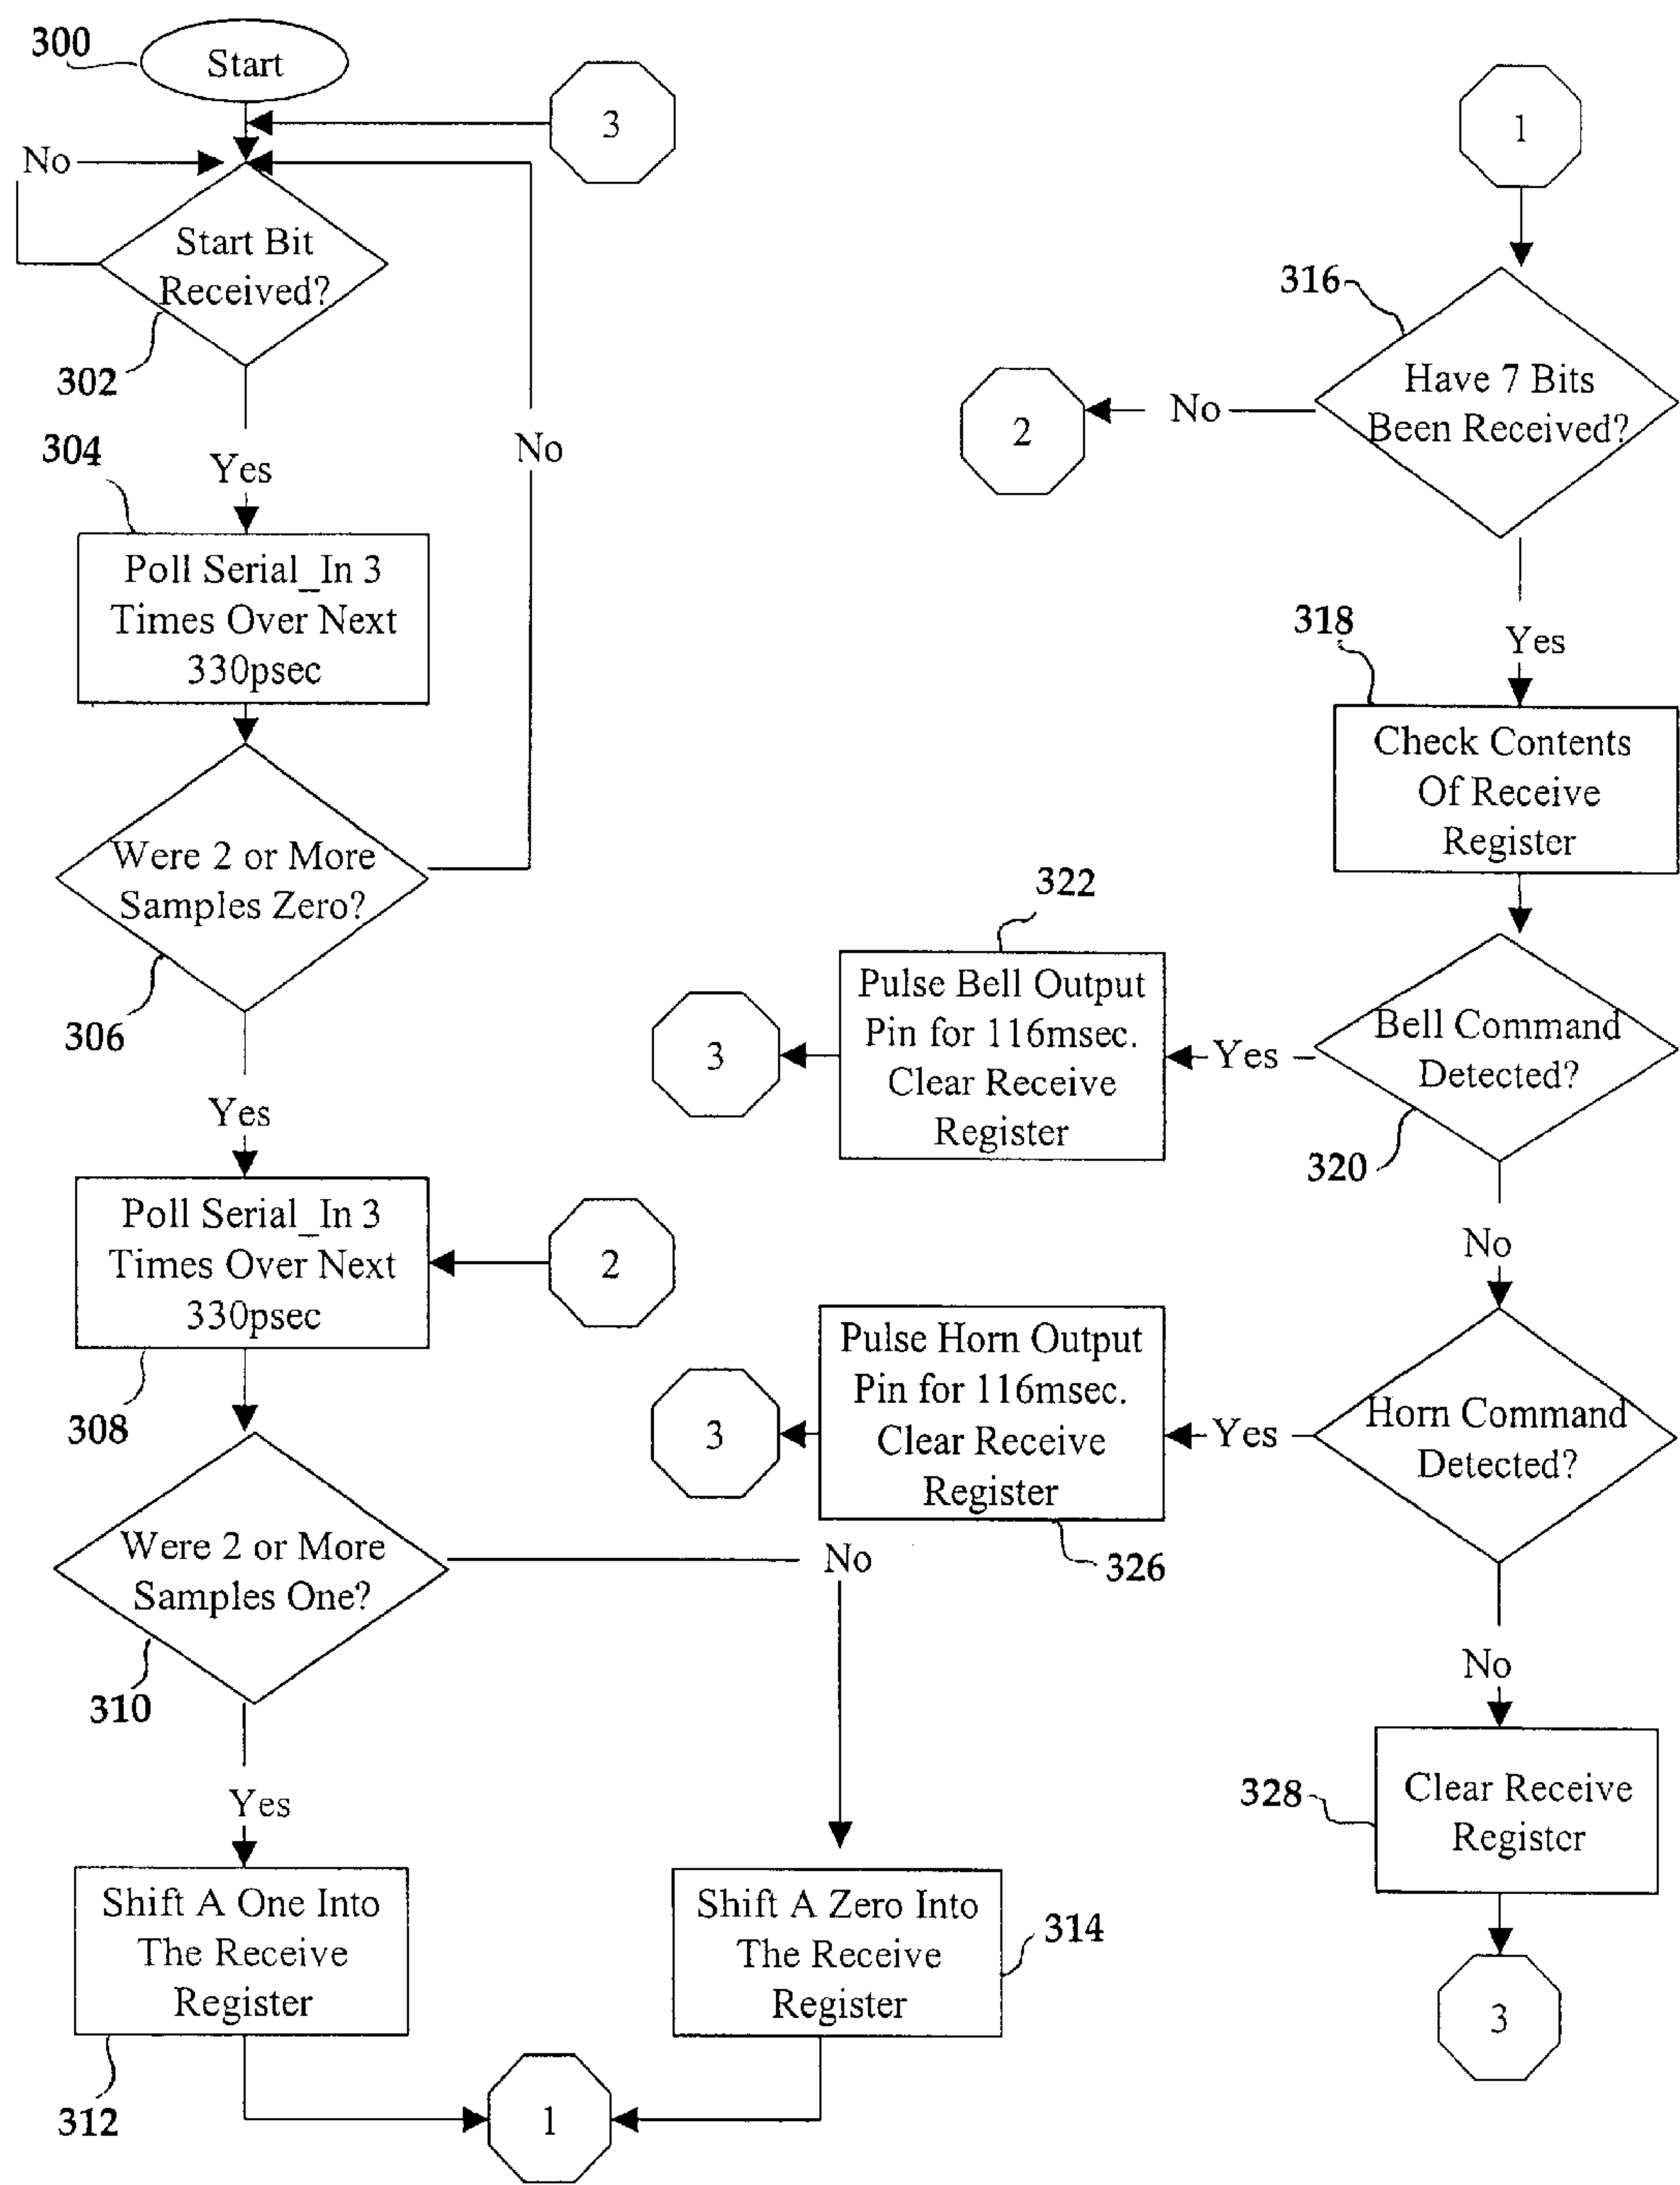 300
Start
3
No
Start Bit
Received?
302
No
304
Yes
Poll Serial_In 3
Times Over Next
330psec
Were 2 or More
Samples Zero?
306
Yes
Poll Serial_In 3
Times Over Next
330psec
2
308
Were 2 or More
Samples One?
No
310
Yes
Shift A One Into
The Receive
Register
312
Shift A Zero Into
The Receive
Register
314
1
1
316
Have 7 Bits
Been Received?
No
2
Yes
318
Check Contents
Of Receive
Register
322
Pulse Bell Output
Pin for 116msec.
Clear Receive
Register
3
Yes
Bell Command
Detected?
320
No
Pulse Horn Output
Pin for 116msec.
Clear Receive
Register
3
Yes
Horn Command
Detected?
326
No
328
Clear Receive
Register
3